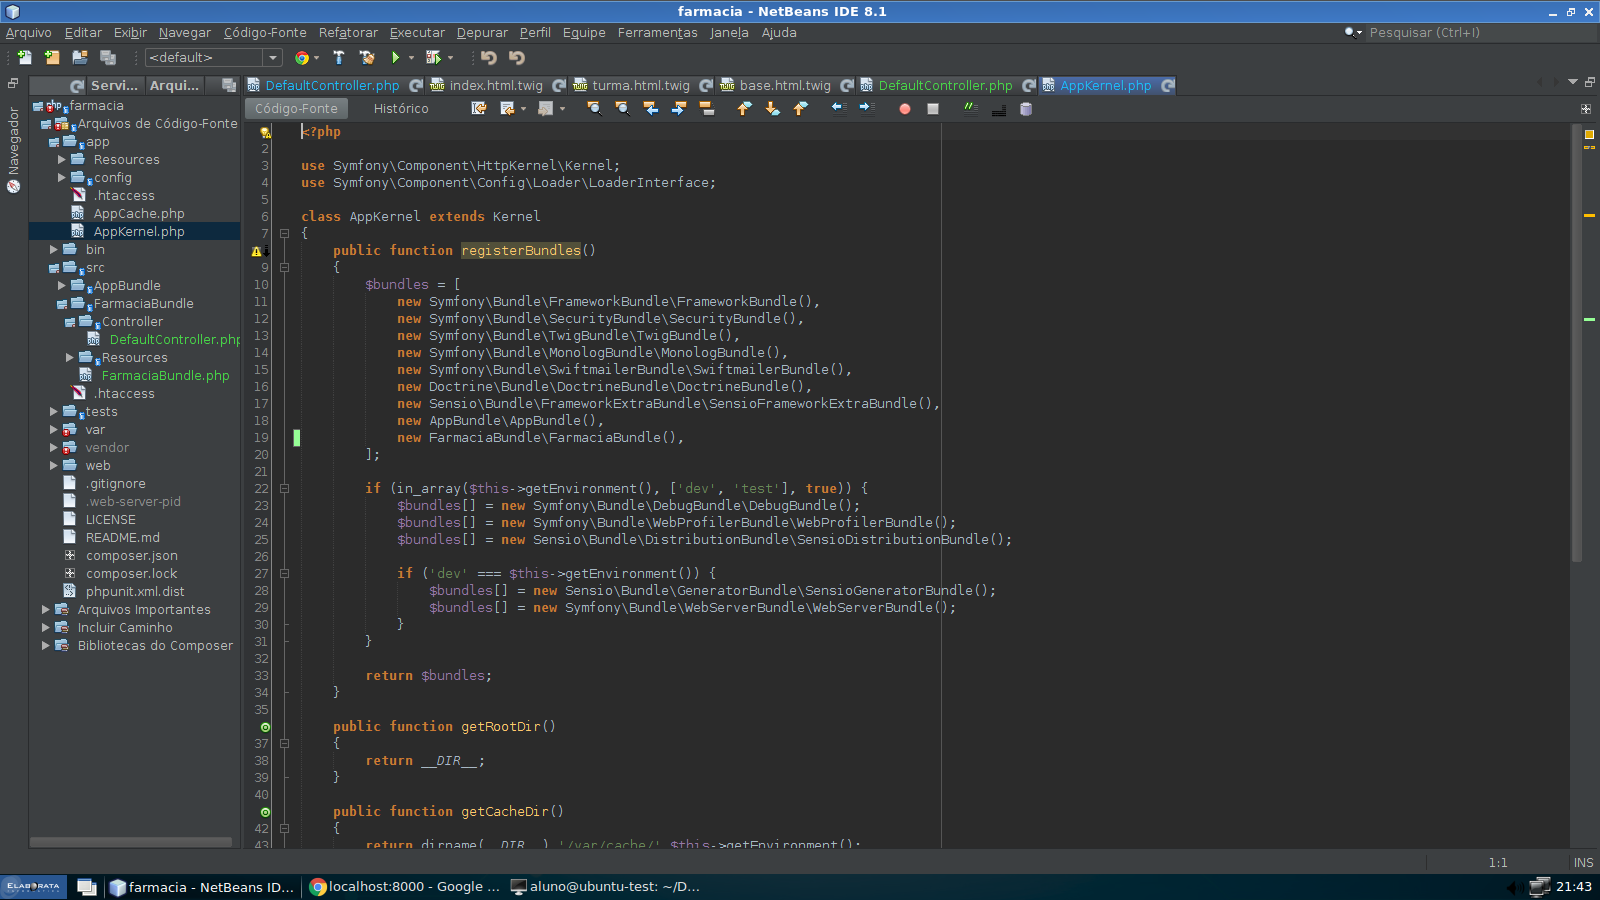 farmacia - NetBeans IDE 8.1
Arquivo Editar Exibir Navegar Código-Fonte Refatorar Executar Depurar Perfil Equipe Ferramentas Janela Ajuda Pesquisar (Ctrl+I)
<default>
Servi... Arqui... DefaultController.php index.html.twig turma.html.twig base.html.twig DefaultController.php AppKernel.php
Código-Fonte Histórico
Navegador
farmacia
Arquivos de Código-Fonte
app
Resources
config
.htaccess
AppCache.php
AppKernel.php
bin
src
AppBundle
FarmaciaBundle
Controller
DefaultController.php
Resources
FarmaciaBundle.php
.htaccess
tests
var
vendor
web
.gitignore
.web-server-pid
LICENSE
README.md
composer.json
composer.lock
phpunit.xml.dist
Arquivos Importantes
Incluir Caminho
Bibliotecas do Composer
<?php
2
3 use Symfony\Component\HttpKernel\Kernel;
4 use Symfony\Component\Config\Loader\LoaderInterface;
5
6 class AppKernel extends Kernel
7 {
public function registerBundles()
9 {
10 $bundles = [
11 new Symfony\Bundle\FrameworkBundle\FrameworkBundle(),
12 new Symfony\Bundle\SecurityBundle\SecurityBundle(),
13 new Symfony\Bundle\TwigBundle\TwigBundle(),
14 new Symfony\Bundle\MonologBundle\MonologBundle(),
15 new Symfony\Bundle\SwiftmailerBundle\SwiftmailerBundle(),
16 new Doctrine\Bundle\DoctrineBundle\DoctrineBundle(),
17 new Sensio\Bundle\FrameworkExtraBundle\SensioFrameworkExtraBundle(),
18 new AppBundle\AppBundle(),
19 new FarmaciaBundle\FarmaciaBundle(),
20 ];
21
22 if (in_array($this->getEnvironment(), ['dev', 'test'], true)) {
23 $bundles[] = new Symfony\Bundle\DebugBundle\DebugBundle();
24 $bundles[] = new Symfony\Bundle\WebProfilerBundle\WebProfilerBundle();
25 $bundles[] = new Sensio\Bundle\DistributionBundle\SensioDistributionBundle();
26
27 if ('dev' === $this->getEnvironment()) {
28 $bundles[] = new Sensio\Bundle\GeneratorBundle\SensioGeneratorBundle();
29 $bundles[] = new Symfony\Bundle\WebServerBundle\WebServerBundle();
30 }
31 }
32
33 return $bundles;
34 }
35
public function getRootDir()
37 {
38 return __DIR__;
39 }
40
public function getCacheDir()
42 {
43 return dirname(__DIR__).'/var/cache/'.$this->getEnvironment();
1:1 INS
ELABORATA farmacia - NetBeans ID... localhost:8000 - Google ... aluno@ubuntu-test: ~/D... 21:43